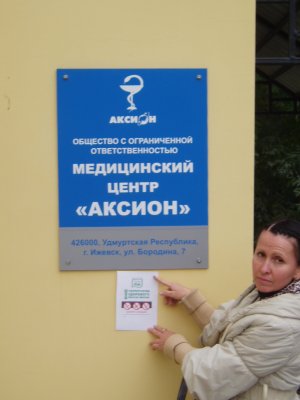 АКСИОН
ОБЩЕСТВО С ОГРАНИЧЕННОЙ
ОТВЕТСТВЕННОСТЬЮ
МЕДИЦИНСКИЙ
ЦЕНТР
«АКСИОН»
426000, Удмуртская Республика,
г. Ижевск, ул. Бородина, 7